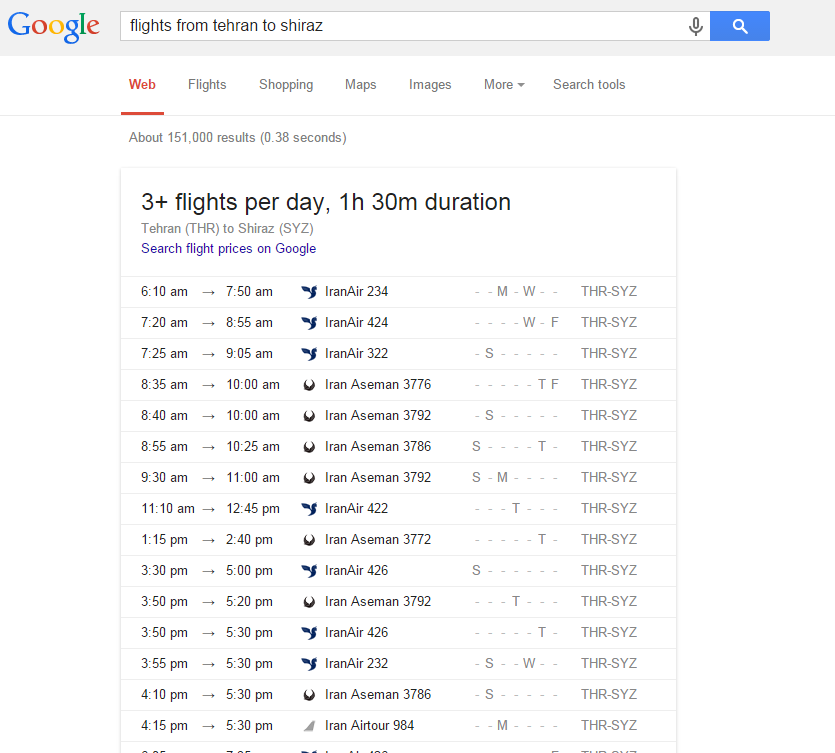 Google
flights from tehran to shiraz
Web Flights Shopping Maps Images More Search tools
About 151,000 results (0.38 seconds)
3+ flights per day, 1h 30m duration
Tehran (THR) to Shiraz (SYZ)
Search flight prices on Google
6:10 am → 7:50 am IranAir 234 - - M - W - - THR-SYZ
7:20 am → 8:55 am IranAir 424 - - - - W - F THR-SYZ
7:25 am → 9:05 am IranAir 322 - S - - - - - THR-SYZ
8:35 am → 10:00 am Iran Aseman 3776 - - - - - T F THR-SYZ
8:40 am → 10:00 am Iran Aseman 3792 - S - - - - - THR-SYZ
8:55 am → 10:25 am Iran Aseman 3786 S - - - - T - THR-SYZ
9:30 am → 11:00 am Iran Aseman 3792 S - M - - - - THR-SYZ
11:10 am → 12:45 pm IranAir 422 - - - T - - - THR-SYZ
1:15 pm → 2:40 pm Iran Aseman 3772 - - - - - T - THR-SYZ
3:30 pm → 5:00 pm IranAir 426 S - - - - - - THR-SYZ
3:50 pm → 5:20 pm Iran Aseman 3792 - - - T - - - THR-SYZ
3:50 pm → 5:30 pm IranAir 426 - - - - - T - THR-SYZ
3:55 pm → 5:30 pm IranAir 232 - S - - W - - THR-SYZ
4:10 pm → 5:30 pm Iran Aseman 3786 - S - - - - - THR-SYZ
4:15 pm → 5:30 pm Iran Airtour 984 - - M - - - - THR-SYZ